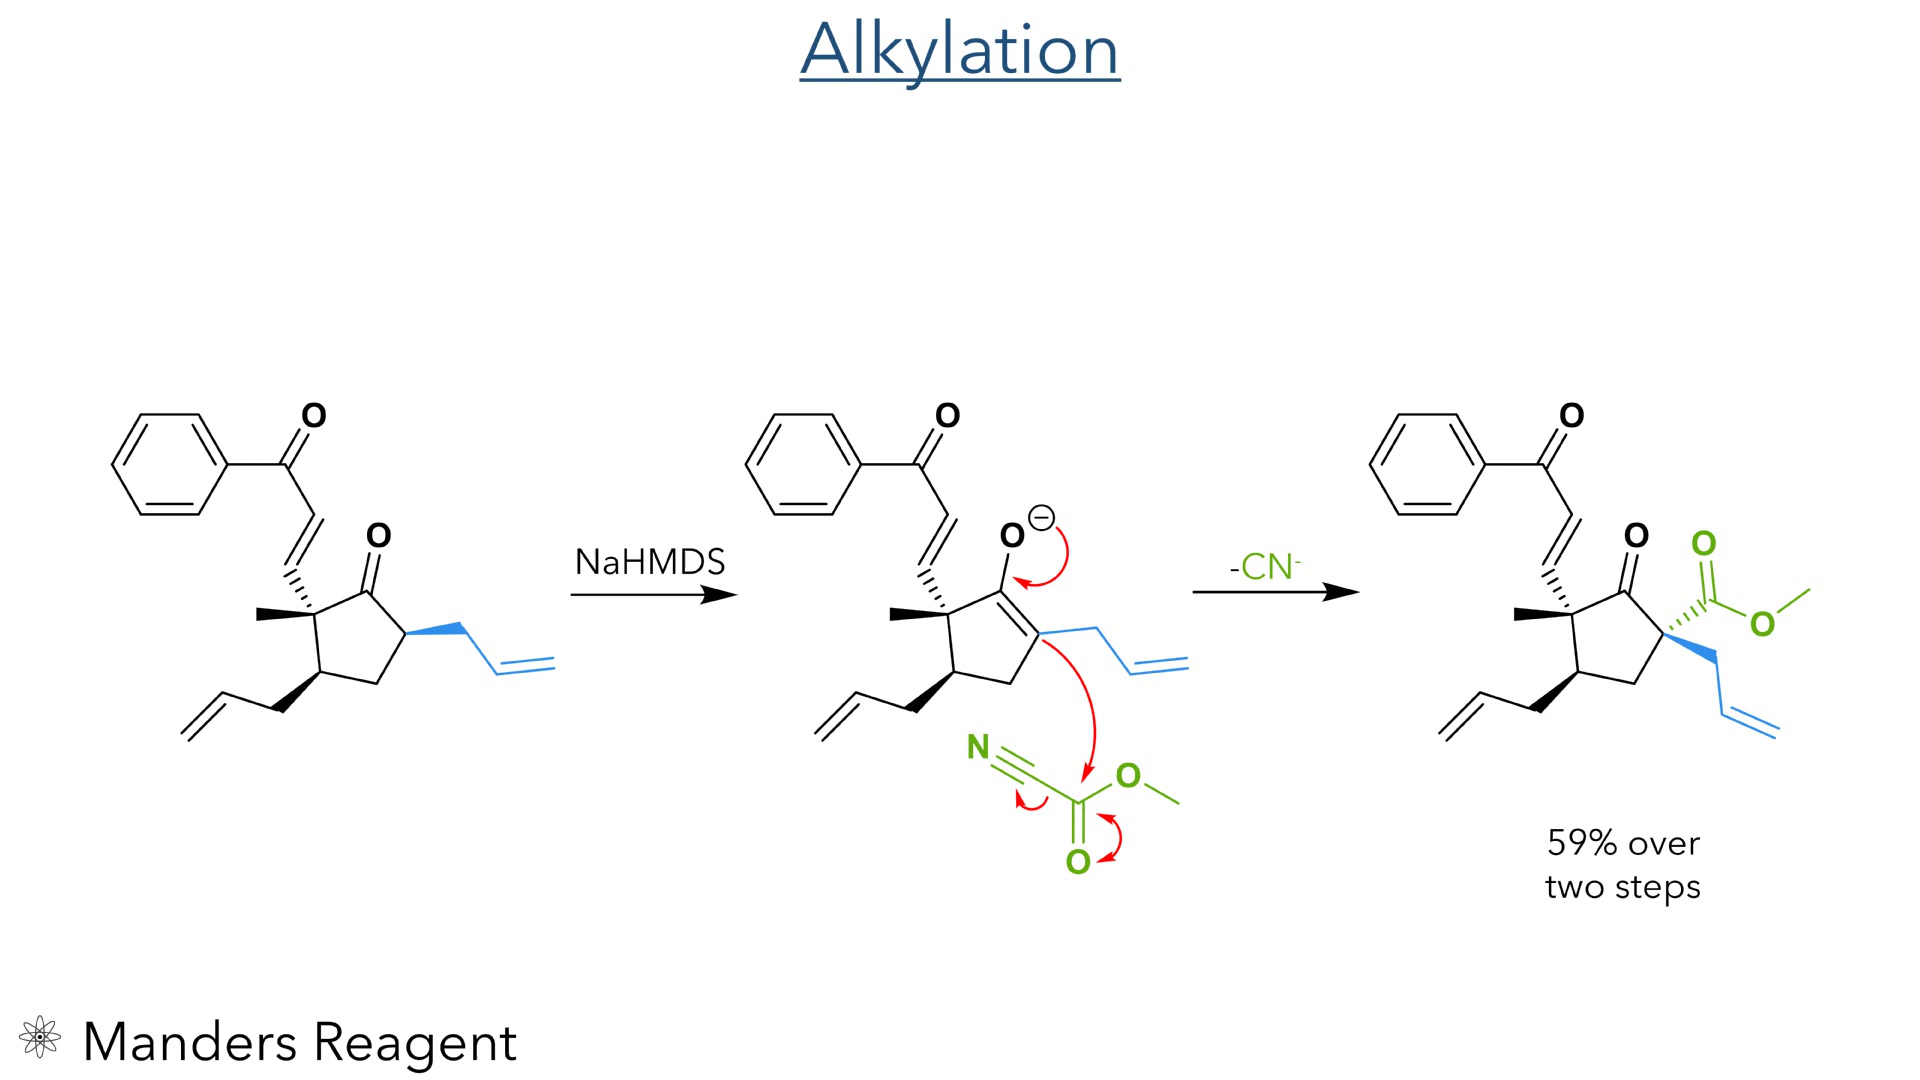 Alkylation
O
O
NaHMDS
O
O
-CN-
O
O
O
O
N
O
O
59% over
two steps
Manders Reagent